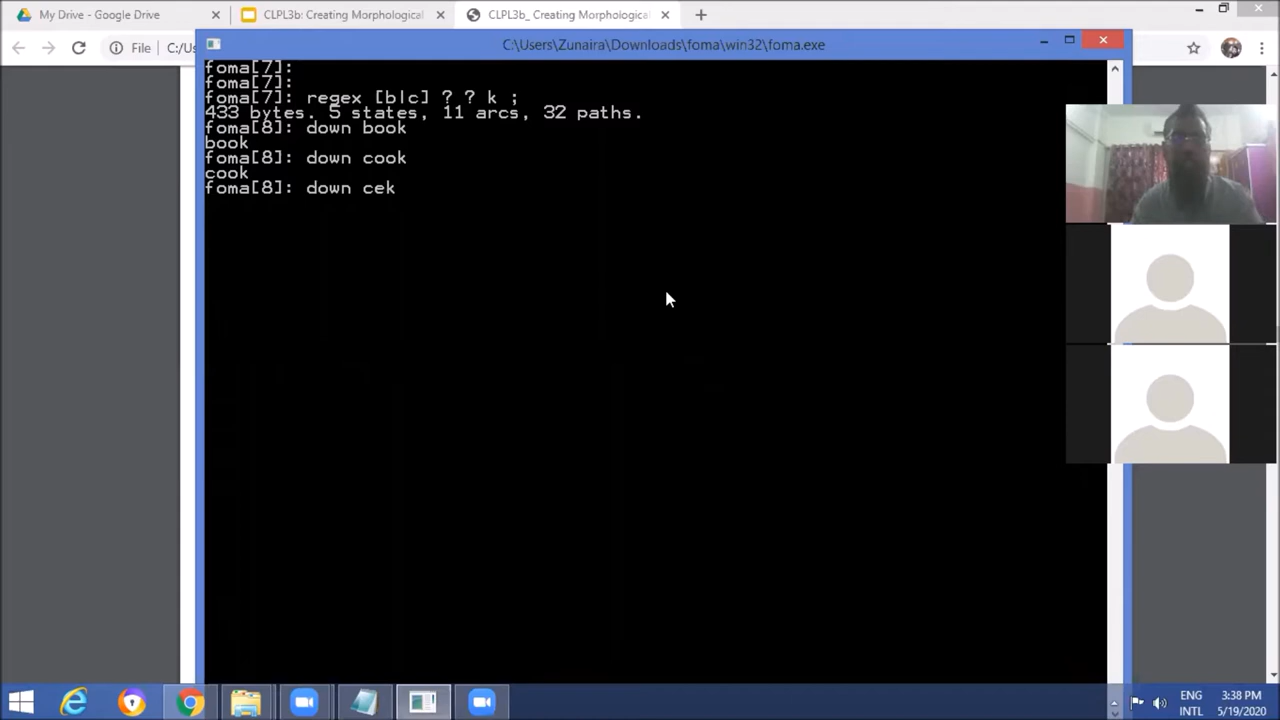 My Drive - Google Drive
CLPL3b: Creating Morphological
CLPL3b_ Creating Morphological
File
C:/Us
C:\Users\Zunaira\Downloads\foma\win32\foma.exe
foma[7]:
foma[7]:
foma[7]: regex [b|c] ? ? k ;
433 bytes. 5 states, 11 arcs, 32 paths.
foma[8]: down book
book
foma[8]: down cook
cook
foma[8]: down cek
ENG
3:38 PM
INTL
5/19/2020